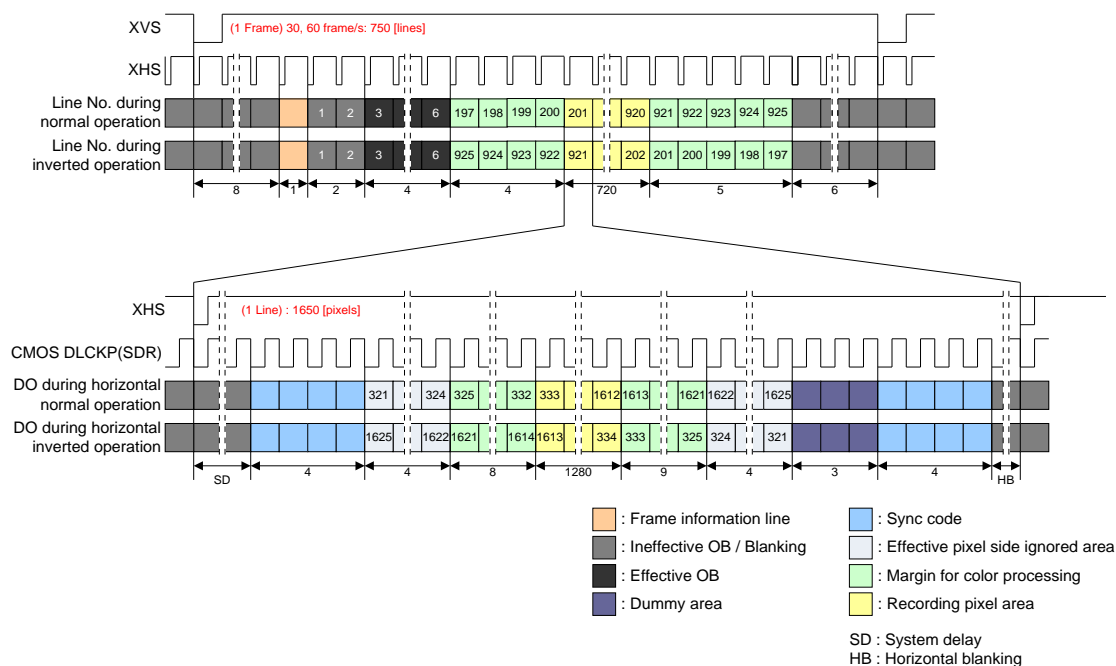 XVS
(1 Frame) 30, 60 frame/s: 750 [lines]
XHS
Line No. during
normal operation
1 2 3 6 197 198 199 200 201 920 921 922 923 924 925
Line No. during
inverted operation
1 2 3 6 925 924 923 922 921 202 201 200 199 198 197
8 1 2 4 4 720 5 6
XHS
(1 Line) : 1650 [pixels]
CMOS DLCKP(SDR)
DO during horizontal
normal operation
321 324 325 332 333 1612 1613 1621 1622 1625
DO during horizontal
inverted operation
1625 1622 1621 1614 1613 334 333 325 324 321
SD 4 4 8 1280 9 4 3 4 HB
: Frame information line
: Ineffective OB / Blanking
: Effective OB
: Dummy area
: Sync code
: Effective pixel side ignored area
: Margin for color processing
: Recording pixel area
SD : System delay
HB : Horizontal blanking